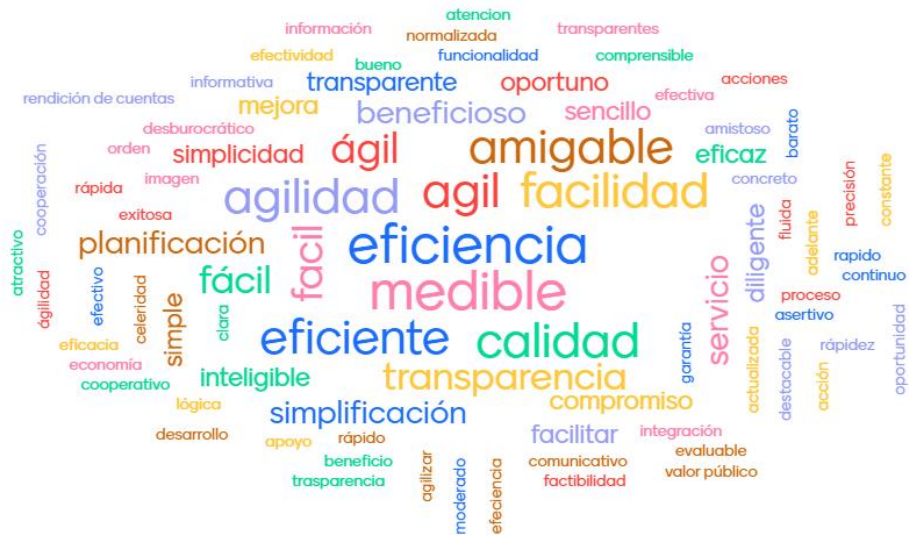 atencion
información
normalizada
transparentes
efectividad
funcionalidad
comprensible
bueno
informativa
transparente
oportuno
acciones
rendición de cuentas
mejora
beneficioso
sencillo
efectiva
desburocrático
amistoso
barato
orden
simplicidad
ágil
amigable
eficaz
cooperación
rápida
imagen
agilidad
agil
facilidad
concreto
precisión
constante
exitosa
fluida
planificación
facil
eficiencia
diligente
adelante
rapido
atractivo
fácil
medible
servicio
continuo
ágilidad
efectivo
celeridad
clara
proceso
asertivo
simple
eficiente
calidad
garantía
oportunidad
eficacia
rápidez
economía
cooperativo
inteligible
transparencia
actualizada
destacable
acción
lógica
simplificación
compromiso
desarrollo
apoyo
rápido
facilitar
integración
evaluable
beneficio
agilizar
moderado
efeciencia
comunicativo
valor público
trasparencia
factibilidad